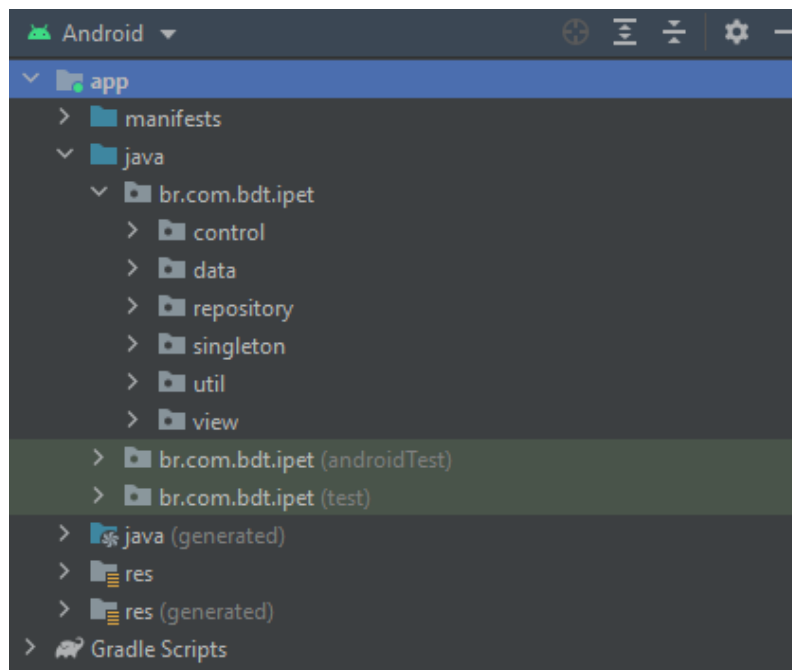 Android
app
manifests
java
br.com.bdt.ipet
control
data
repository
singleton
util
view
br.com.bdt.ipet (androidTest)
br.com.bdt.ipet (test)
java (generated)
res
res (generated)
Gradle Scripts